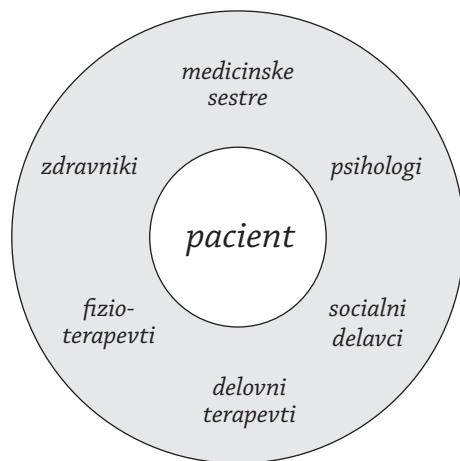 medicinske
sestre
zdravniki
psihologi
pacient
fizio-
terapevti
socialni
delavci
delovni
terapevti